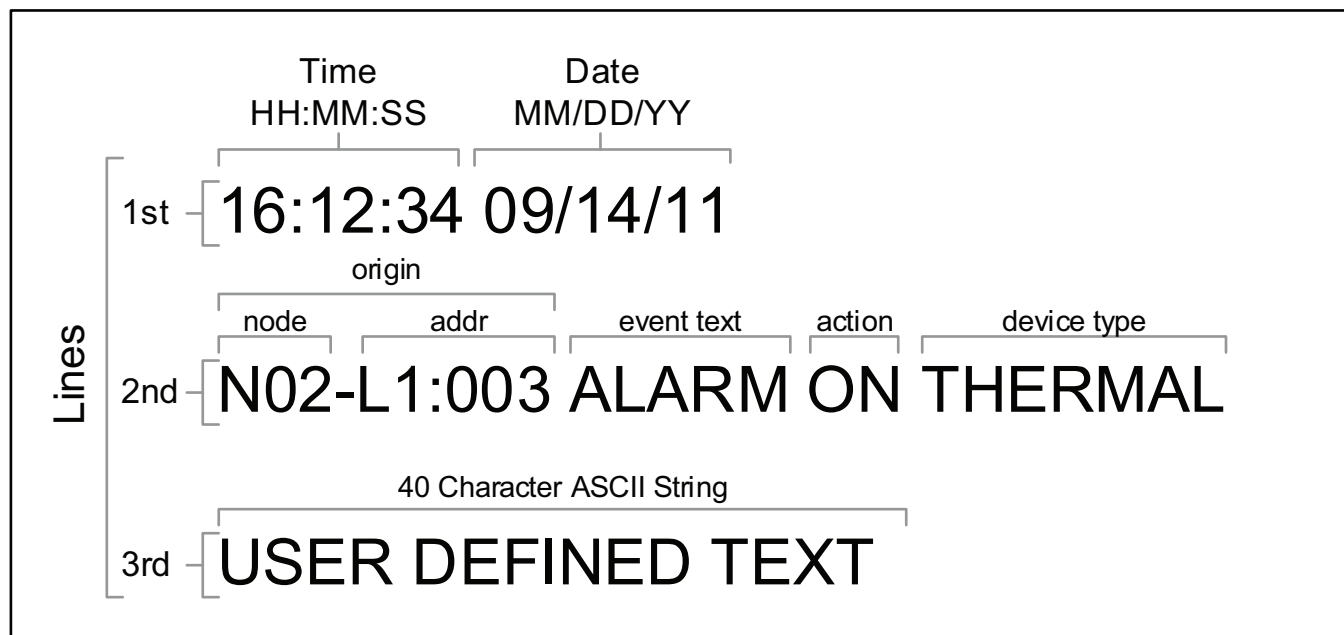 Time Date
HH:MM:SS MM/DD/YY
1st 16:12:34 09/14/11
origin
node addr event text action device type
Lines
2nd N02-L1:003 ALARM ON THERMAL
40 Character ASCII String
3rd USER DEFINED TEXT